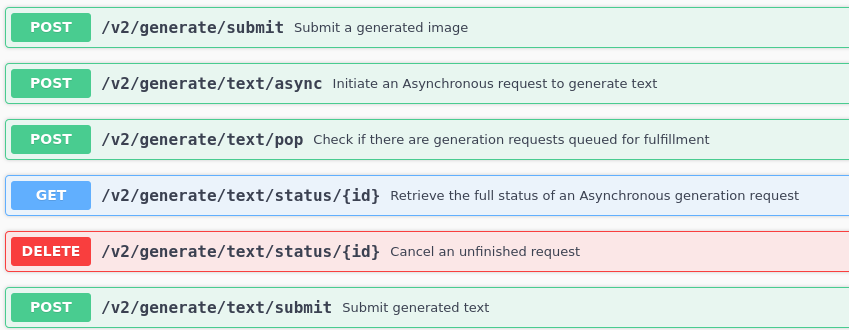 POST /v2/generate/submit Submit a generated image
POST /v2/generate/text/async Initiate an Asynchronous request to generate text
POST /v2/generate/text/pop Check if there are generation requests queued for fulfillment
GET /v2/generate/text/status/{id} Retrieve the full status of an Asynchronous generation request
DELETE /v2/generate/text/status/{id} Cancel an unfinished request
POST /v2/generate/text/submit Submit generated text